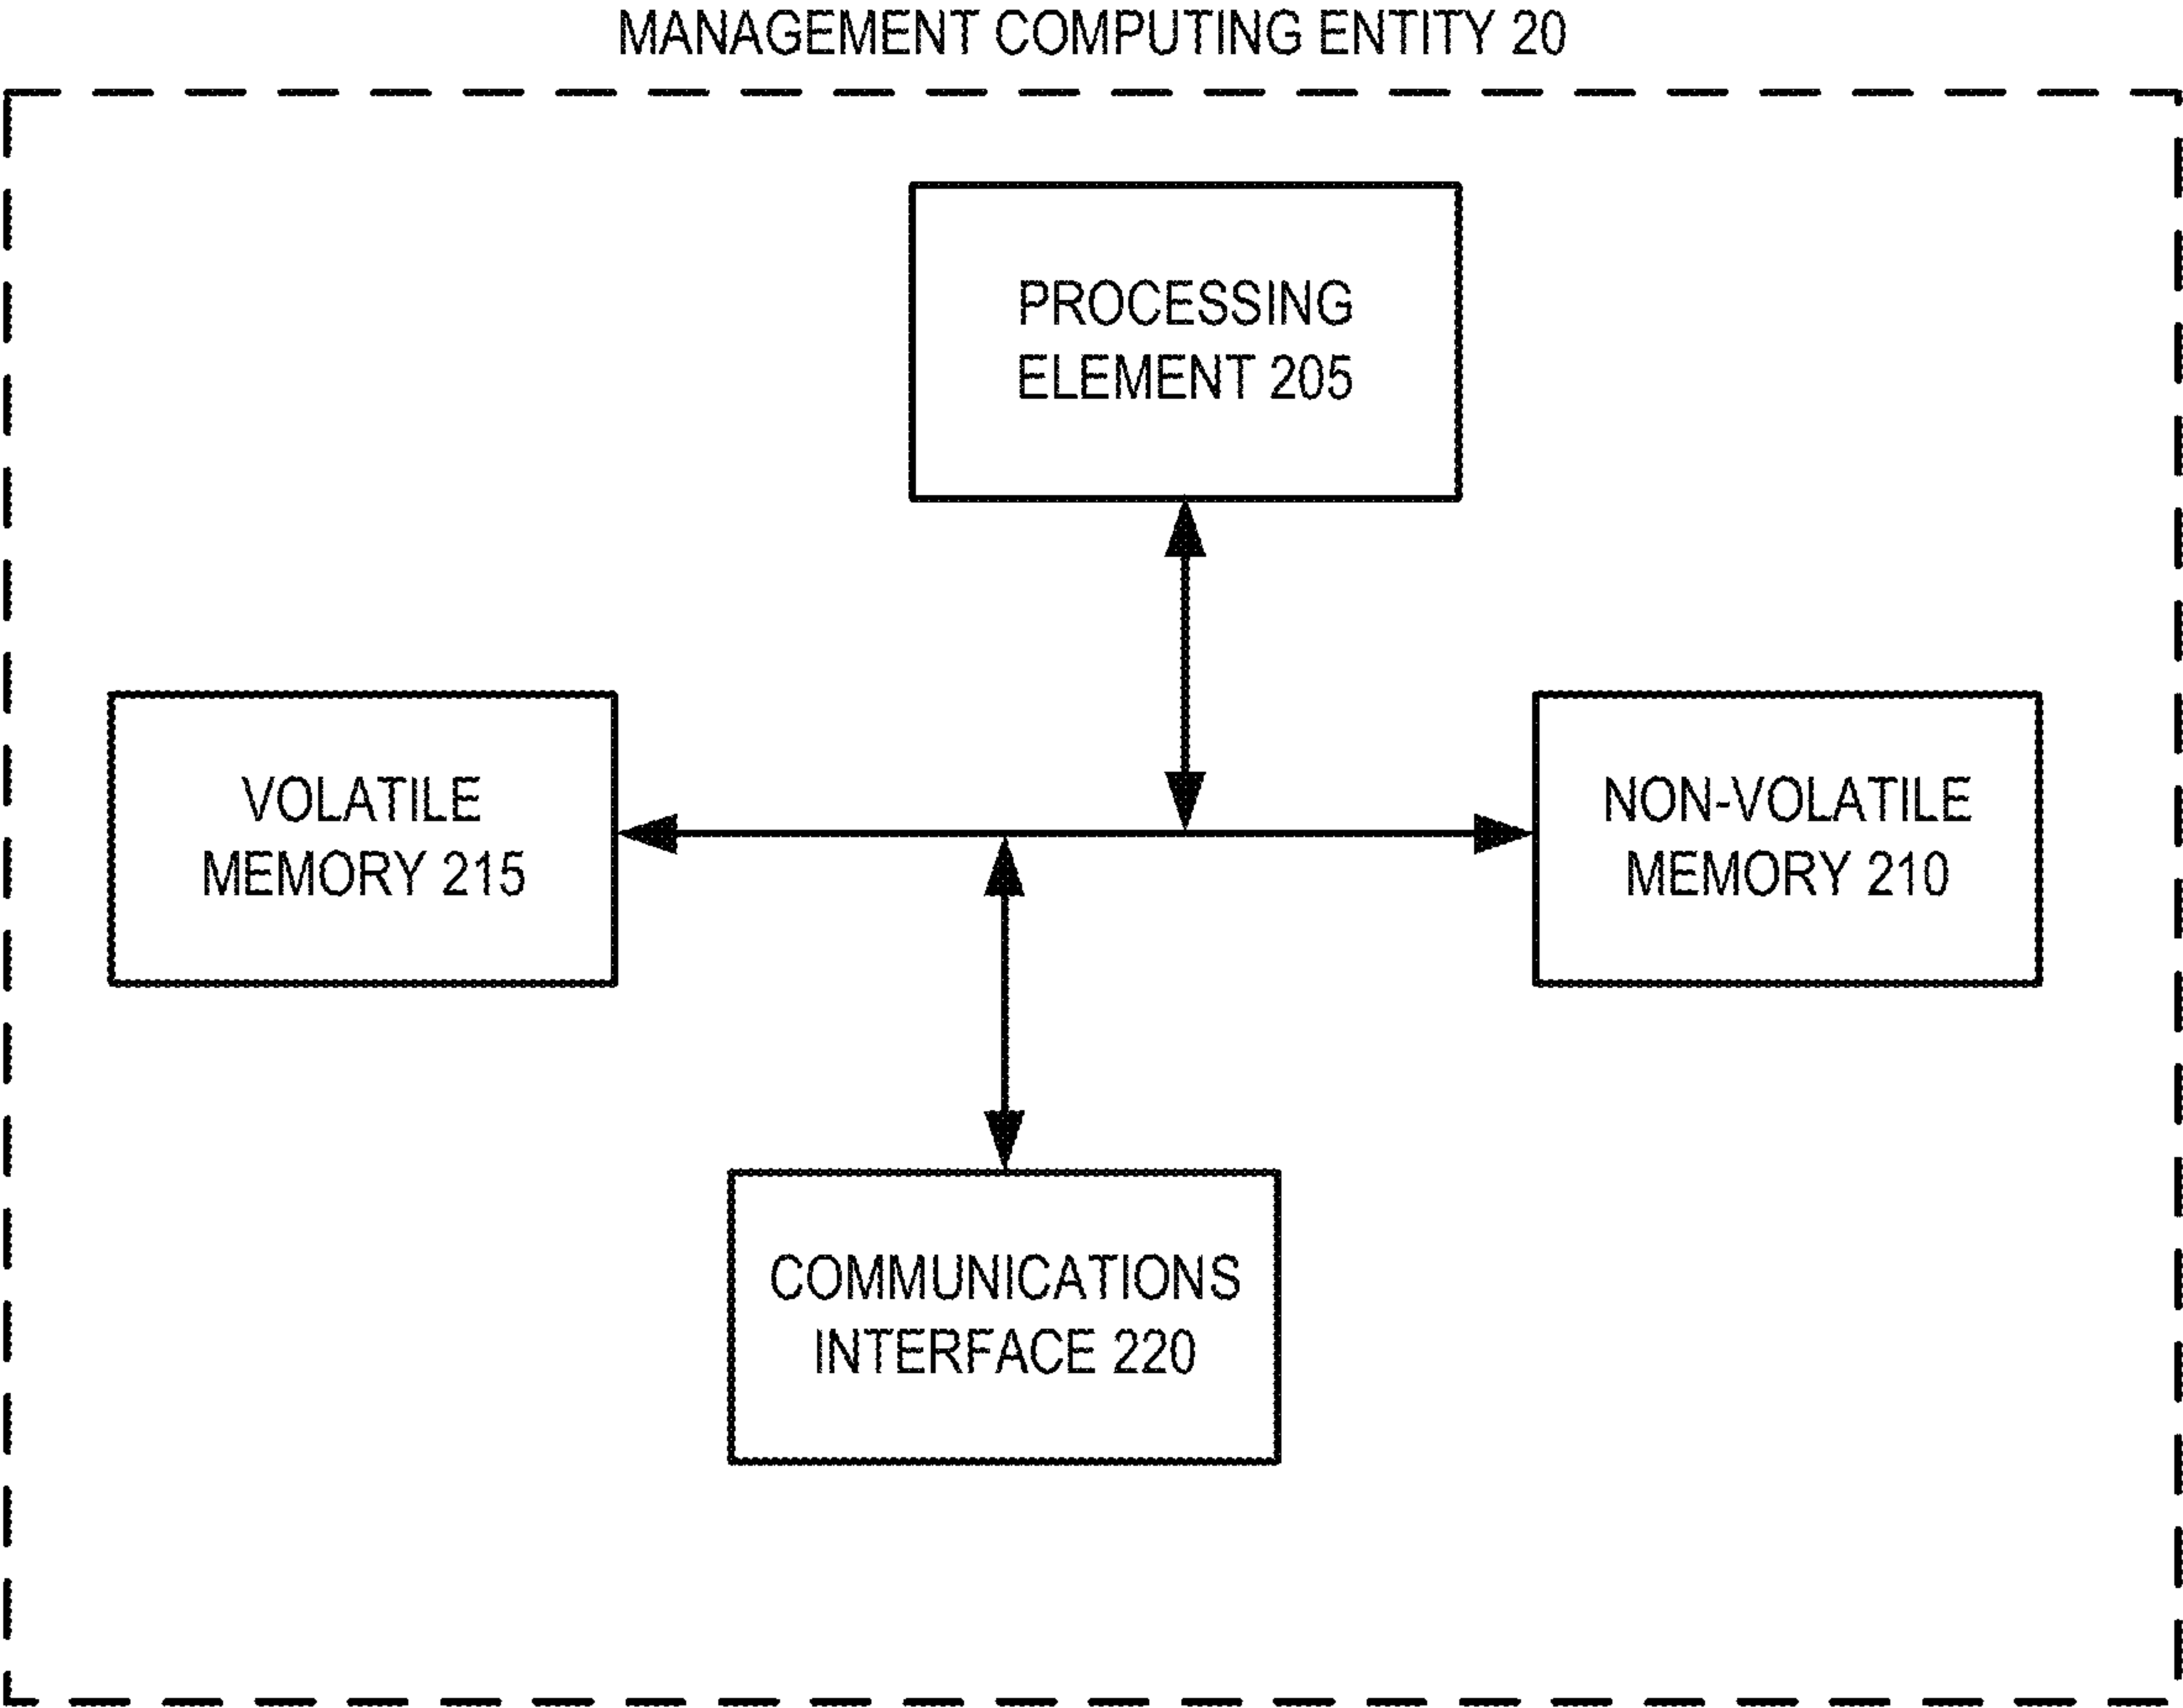 MANAGEMENT COMPUTING ENTITY 20
PROCESSING
ELEMENT 205
VOLATILE
MEMORY 215
NON-VOLATILE
MEMORY 210
COMMUNICATIONS
INTERFACE 220